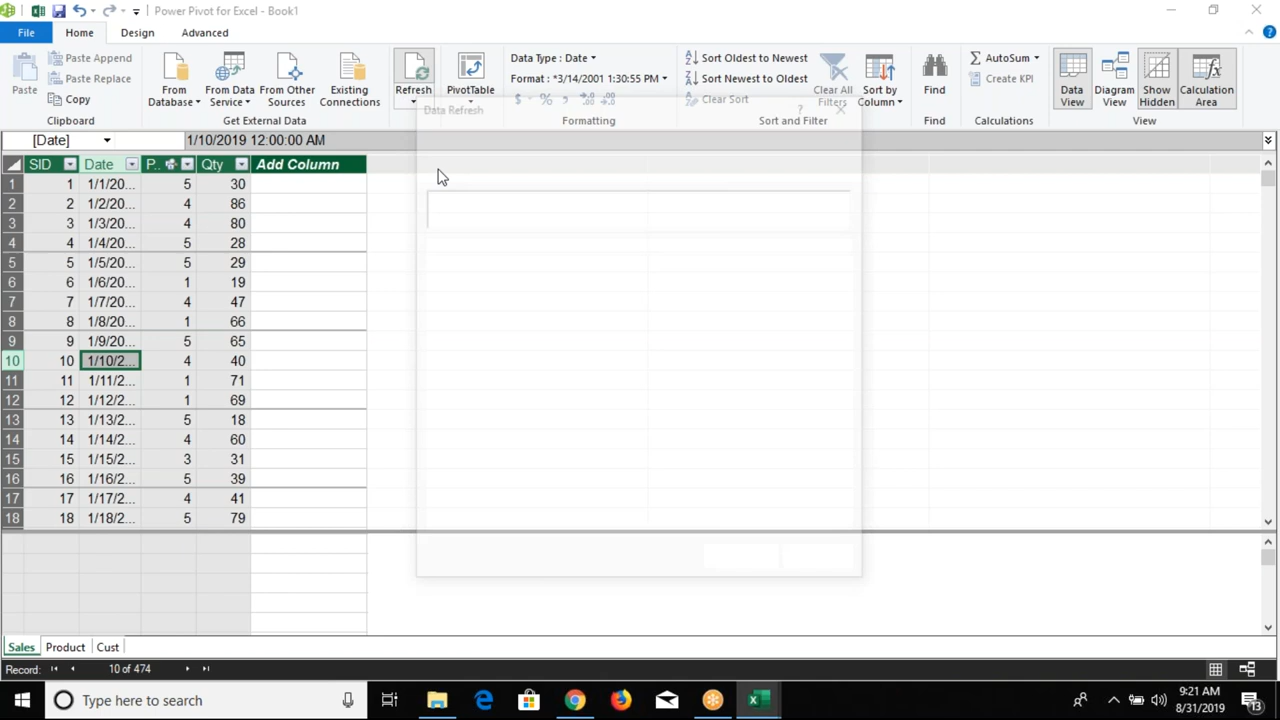 Power Pivot for Excel - Book1
File Home Design Advanced
Paste
Paste Append
Paste Replace
Copy
Clipboard
From Database
From Data Service
From Other Sources
Existing Connections
Get External Data
Refresh
PivotTable
Data Type : Date
Format : *3/14/2001 1:30:55 PM
$ % , .00 .00
Formatting
Sort Oldest to Newest
Sort Newest to Oldest
Clear Sort
Clear All Filters
Sort by Column
Sort and Filter
Find
Find
AutoSum
Create KPI
Calculations
Data View
Diagram View
Show Hidden
Calculation Area
View
Data Refresh
[Date] 1/10/2019 12:00:00 AM
SID Date P.. Qty Add Column
1 1 1/1/20... 5 30
2 2 1/2/20... 4 86
3 3 1/3/20... 4 80
4 4 1/4/20... 5 28
5 5 1/5/20... 5 29
6 6 1/6/20... 1 19
7 7 1/7/20... 4 47
8 8 1/8/20... 1 66
9 9 1/9/20... 5 65
10 10 1/10/2... 4 40
11 11 1/11/2... 1 71
12 12 1/12/2... 1 69
13 13 1/13/2... 5 18
14 14 1/14/2... 4 60
15 15 1/15/2... 3 31
16 16 1/16/2... 5 39
17 17 1/17/2... 4 41
18 18 1/18/2... 5 79
Sales Product Cust
Record: 10 of 474
Type here to search
9:21 AM
8/31/2019
13